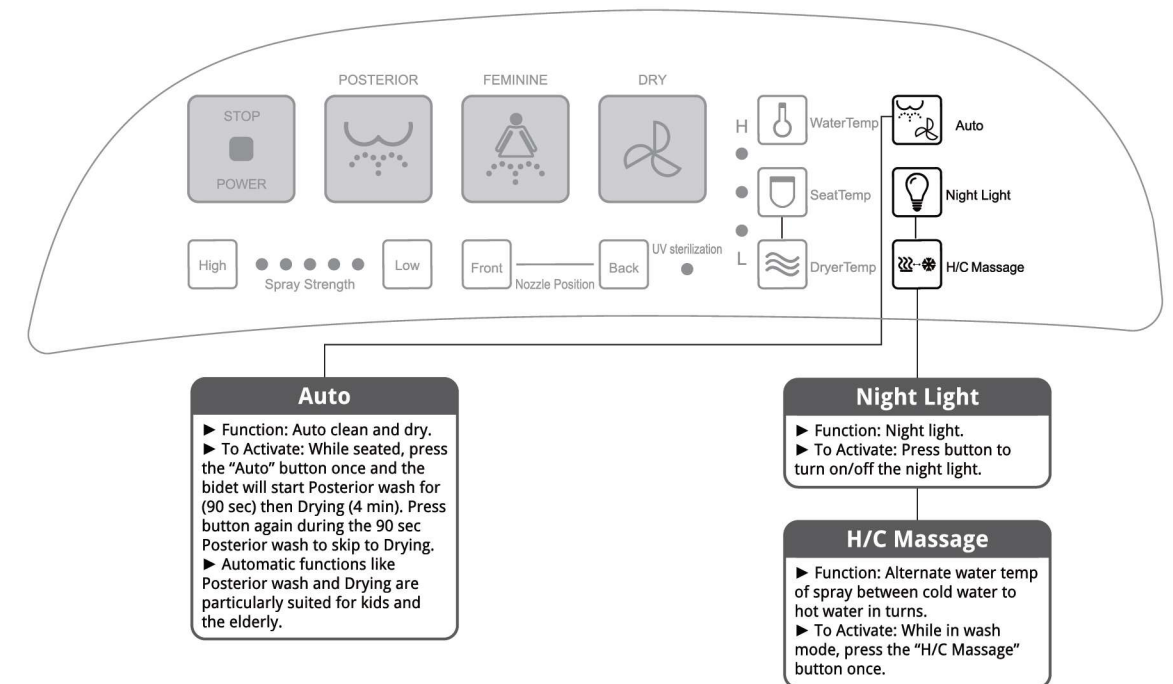 POSTERIOR
FEMININE
DRY
STOP
POWER
H
L
WaterTemp
SeatTemp
DryerTemp
Auto
Night Light
H/C Massage
High
Spray Strength
Low
Front
Nozzle Position
Back
UV sterilization
Auto
► Function: Auto clean and dry.
► To Activate: While seated, press
the “Auto” button once and the
bidet will start Posterior wash for
(90 sec) then Drying (4 min). Press
button again during the 90 sec
Posterior wash to skip to Drying.
► Automatic functions like
Posterior wash and Drying are
particularly suited for kids and
the elderly.
Night Light
► Function: Night light.
► To Activate: Press button to
turn on/off the night light.
H/C Massage
► Function: Alternate water temp
of spray between cold water to
hot water in turns.
► To Activate: While in wash
mode, press the “H/C Massage”
button once.